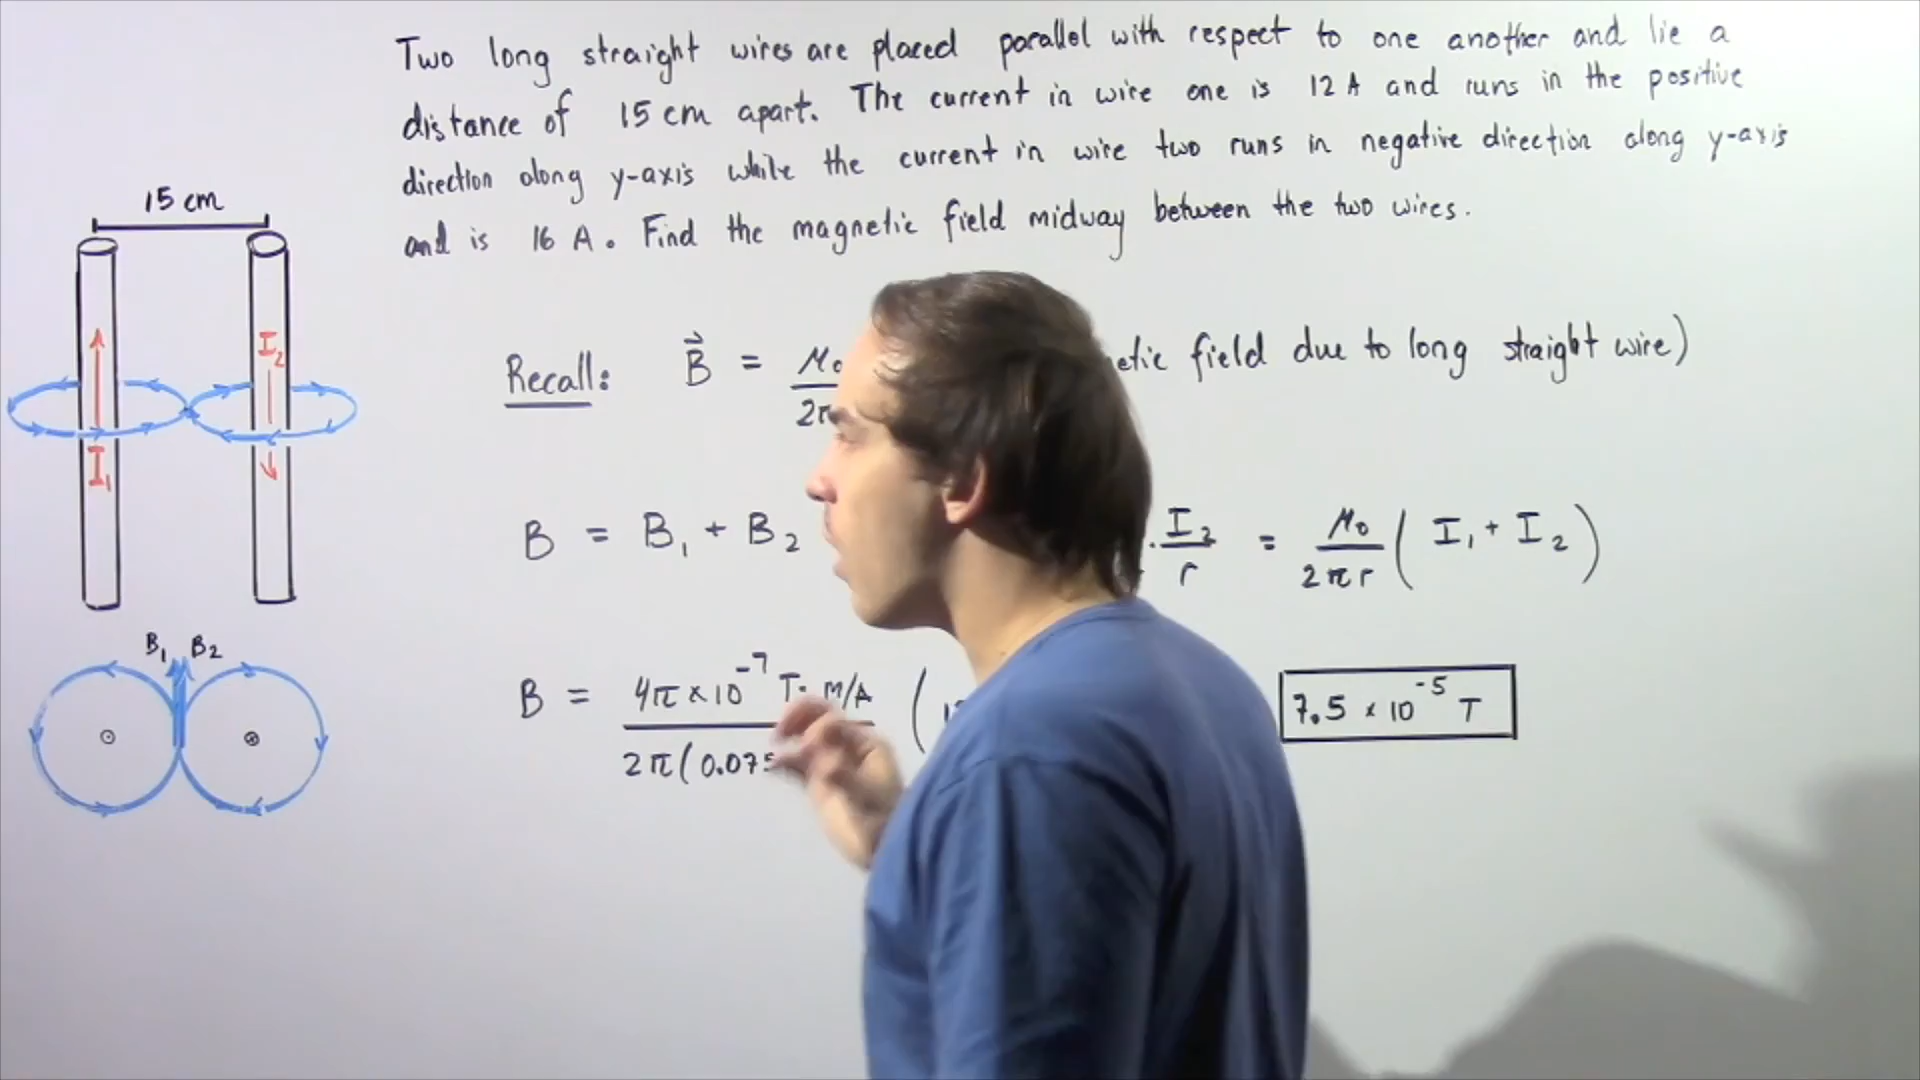 Two long straight wires are placed parallel with respect to one another and lie a
distance of 15 cm apart. The current in wire one is 12 A and runs in the positive
direction along y-axis while the current in wire two runs in negative direction along y-axis
and is 16 A. Find the magnetic field midway between the two wires.
15 cm
Recall: B⃗ = μ₀ / 2π etic field due to long straight wire)
I₂
I₁
B = B₁ + B₂ · I₂ / r = μ₀ / 2πr ( I₁ + I₂ )
B₁ B₂
B = 4π × 10⁻⁷ T·m/A / 2π(0.075 ( 7.5 × 10⁻⁵ T